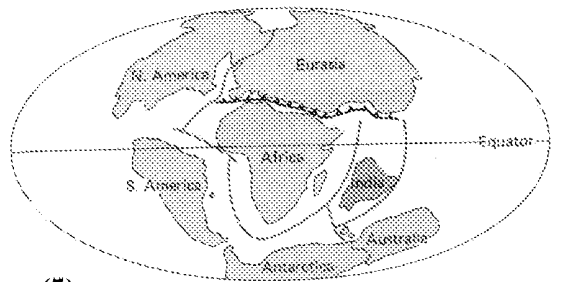 N. America
Eurasia
Equator
Africa
S. America
India
Australia
Antarctica